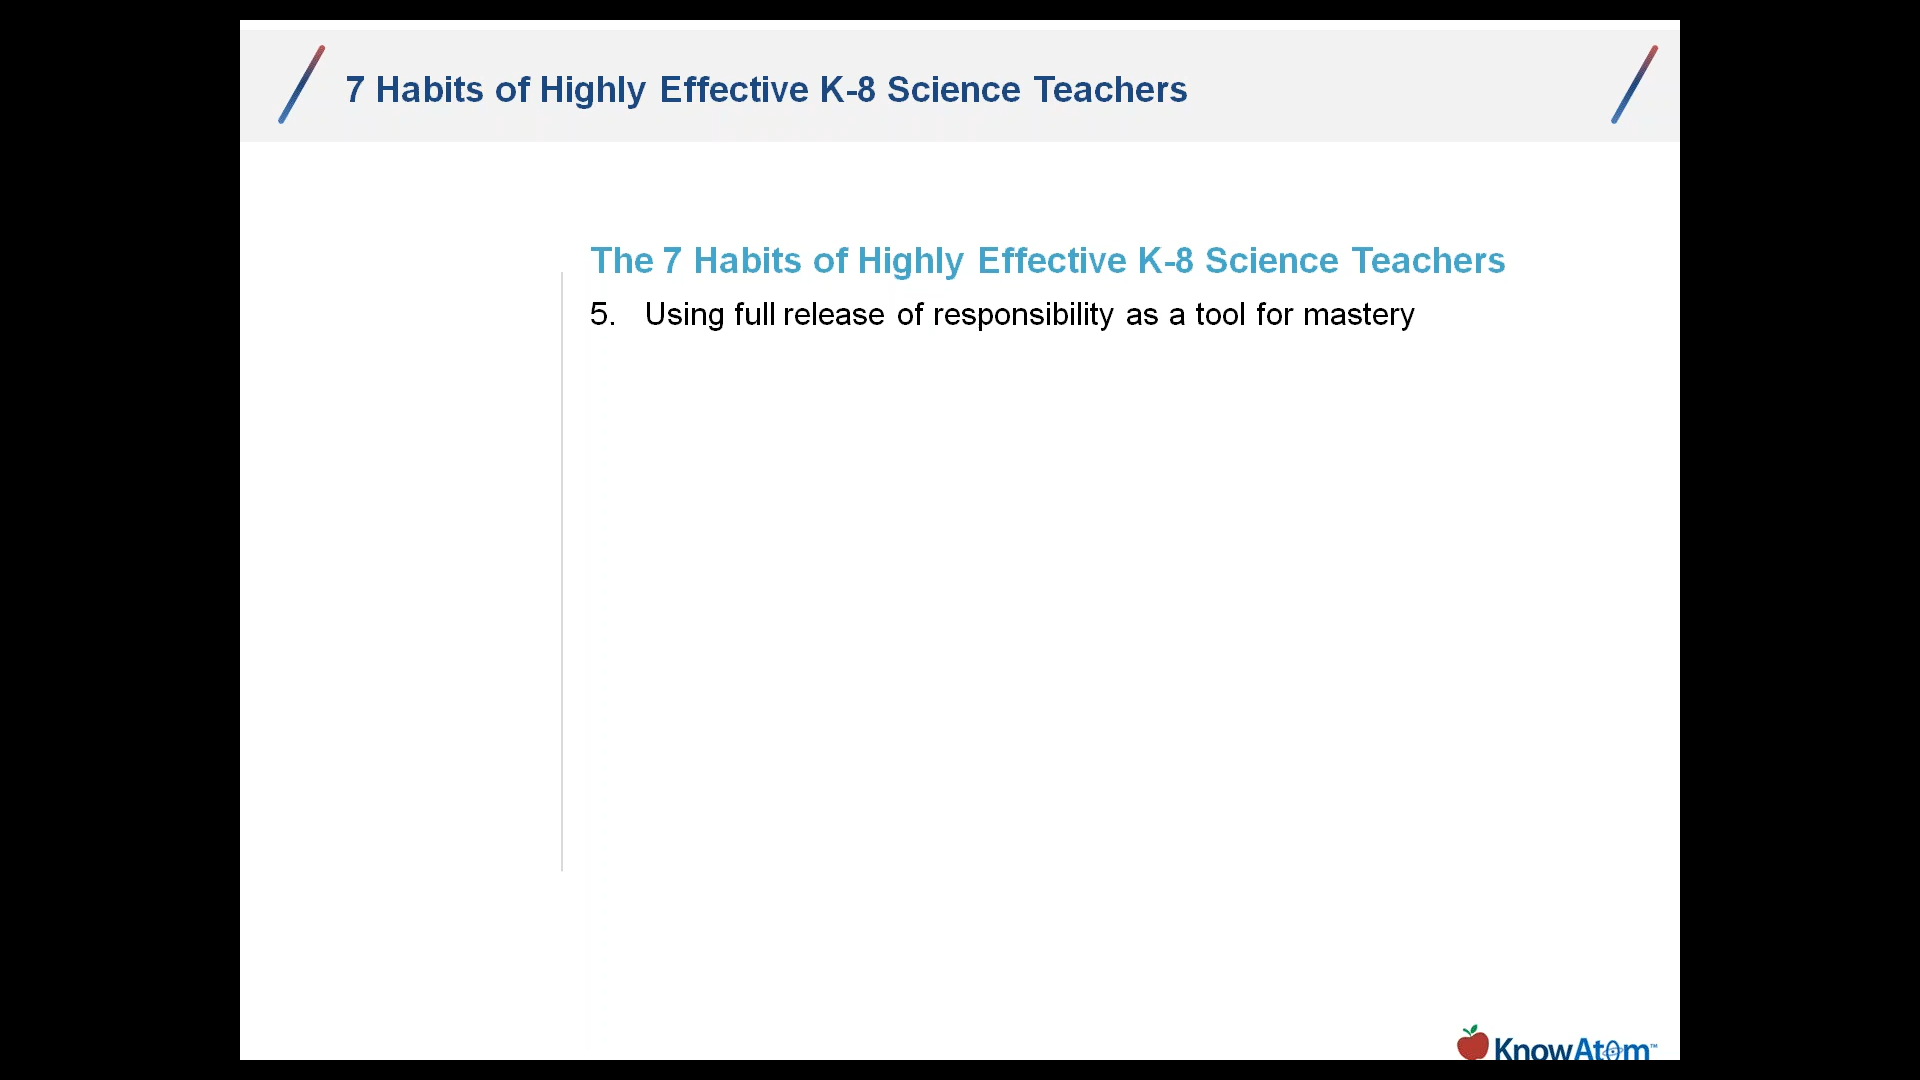 7 Habits of Highly Effective K-8 Science Teachers
The 7 Habits of Highly Effective K-8 Science Teachers
5. Using full release of responsibility as a tool for mastery
KnowAtom™